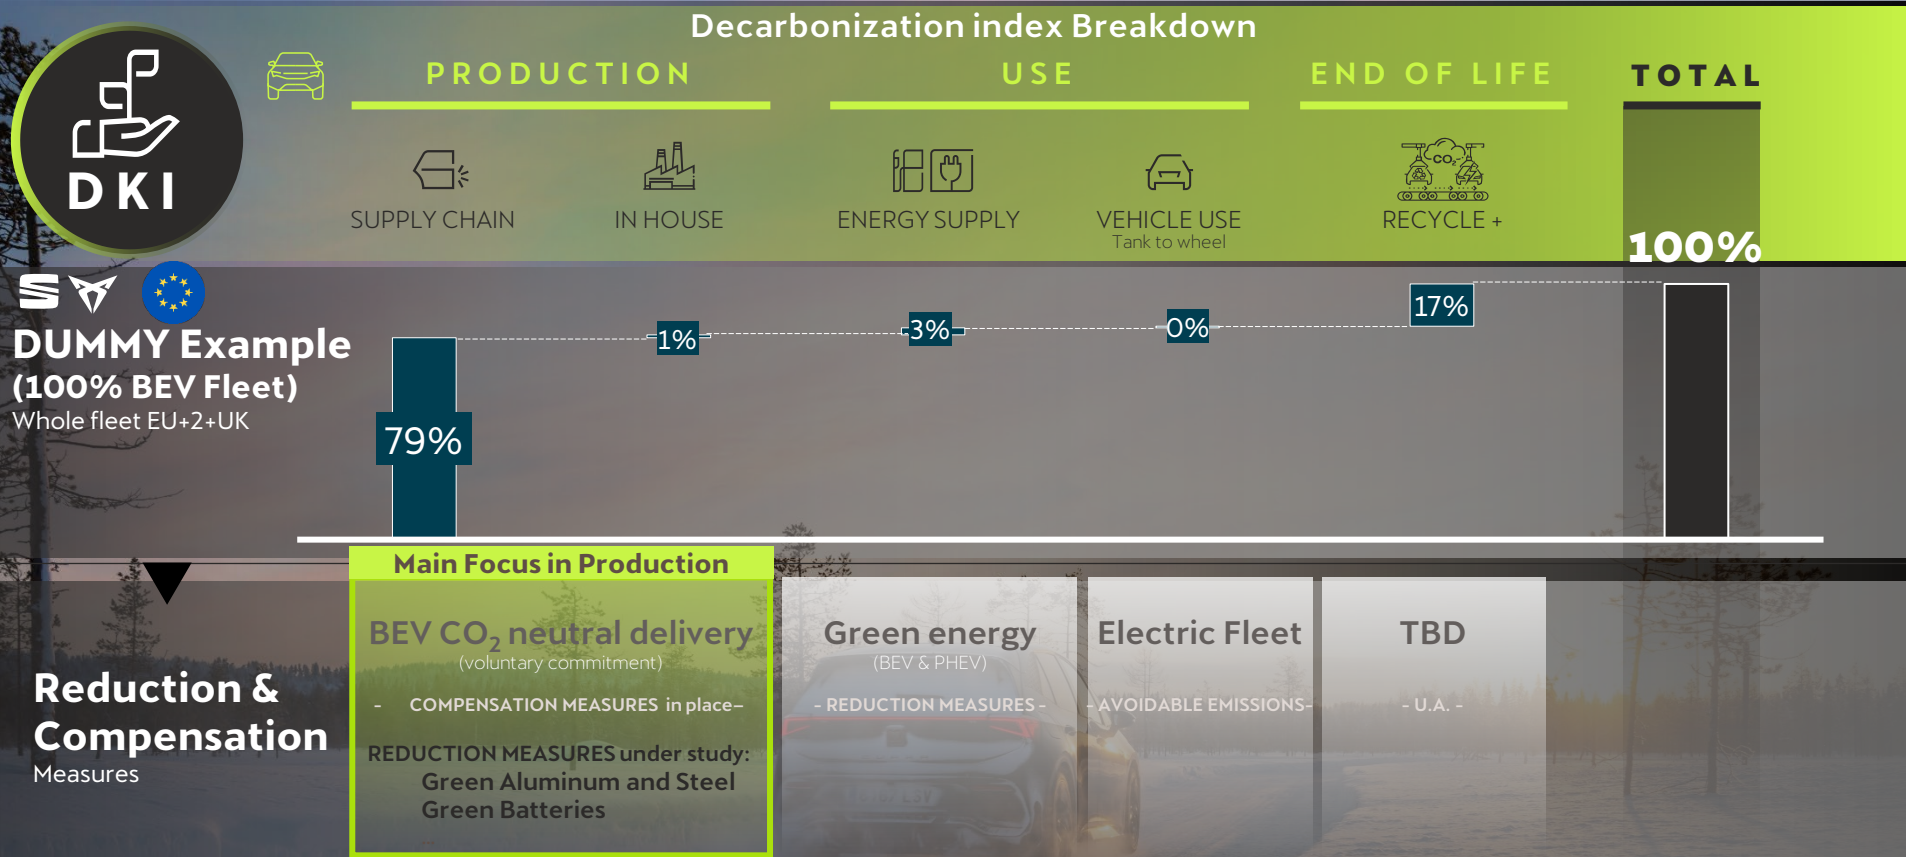 Decarbonization index Breakdown
PRODUCTION
USE
END OF LIFE
TOTAL
DKI
CO2
SUPPLY CHAIN
IN HOUSE
ENERGY SUPPLY
VEHICLE USE
Tank to wheel
RECYCLE +
100%
DUMMY Example
(100% BEV Fleet)
Whole fleet EU+2+UK
79%
1%
3%
0%
17%
Main Focus in Production
BEV CO₂ neutral delivery
(voluntary commitment)
- COMPENSATION MEASURES in place–
REDUCTION MEASURES under study:
Green Aluminum and Steel
Green Batteries
Green energy
(BEV & PHEV)
- REDUCTION MEASURES -
Electric Fleet
- AVOIDABLE EMISSIONS-
TBD
- U.A. -
Reduction &
Compensation
Measures